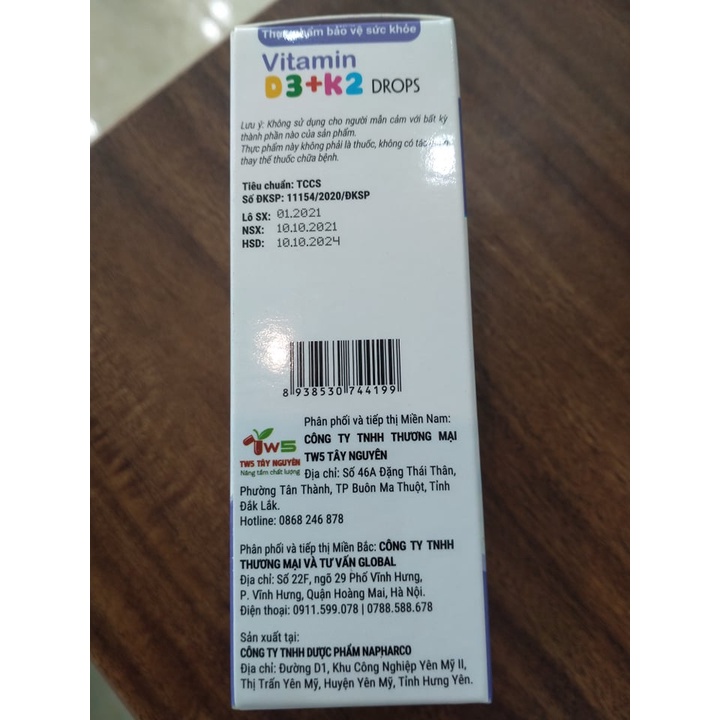 Thực phẩm bảo vệ sức khỏe
Vitamin
D3+K2 DROPS
Lưu ý: Không sử dụng cho người mẫn cảm với bất kỳ
thành phần nào của sản phẩm.
Thực phẩm này không phải là thuốc, không có tác dụng
thay thế thuốc chữa bệnh.
Tiêu chuẩn: TCCS
Số ĐKSP: 11154/2020/ĐKSP
Lô SX: 01.2021
NSX: 10.10.2021
HSD: 10.10.2024
8 938530 744199
Phân phối và tiếp thị Miền Nam:
CÔNG TY TNHH THƯƠNG MẠI
TW5 TÂY NGUYÊN
TW5
TW5 TÂY NGUYÊN
Nâng tầm chất lượng
Địa chỉ: Số 46A Đặng Thái Thân,
Phường Tân Thành, TP Buôn Ma Thuột, Tỉnh
Đắk Lắk.
Hotline: 0868 246 878
Phân phối và tiếp thị Miền Bắc: CÔNG TY TNHH
THƯƠNG MẠI VÀ TƯ VẤN GLOBAL
Địa chỉ: Số 22F, ngõ 29 Phố Vĩnh Hưng,
P. Vĩnh Hưng, Quận Hoàng Mai, Hà Nội.
Điện thoại: 0911.599.078 | 0788.588.678
Sản xuất tại:
CÔNG TY TNHH DƯỢC PHẨM NAPHARCO
Địa chỉ: Đường D1, Khu Công Nghiệp Yên Mỹ II,
Thị Trấn Yên Mỹ, Huyện Yên Mỹ, Tỉnh Hưng Yên.